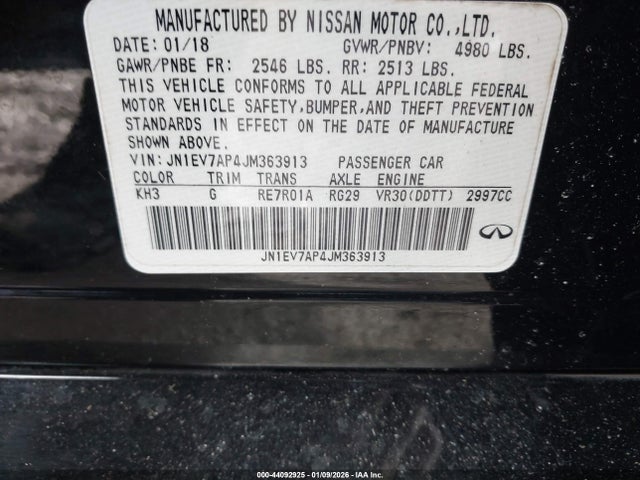 MANUFACTURED BY NISSAN MOTOR CO.,LTD.
DATE: 01/18 GVWR/PNBV: 4980 LBS.
GAWR/PNBE FR: 2546 LBS. RR: 2513 LBS.
THIS VEHICLE CONFORMS TO ALL APPLICABLE FEDERAL
MOTOR VEHICLE SAFETY,BUMPER,AND THEFT PREVENTION
STANDARDS IN EFFECT ON THE DATE OF MANUFACTURE
SHOWN ABOVE.
VIN: JN1EV7AP4JM363913 PASSENGER CAR
COLOR TRIM TRANS AXLE ENGINE
KH3 G RE7R01A RG29 VR30(DDTT) 2997CC
JN1EV7AP4JM363913
000-44092925 - 01/09/2026 - IAA Inc.